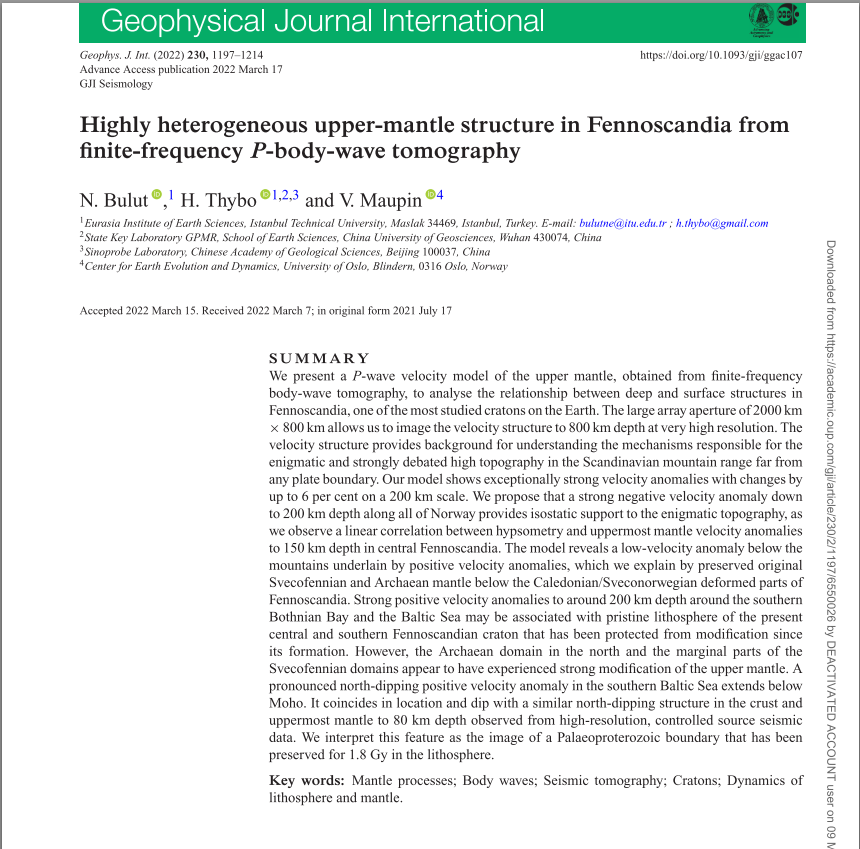 Geophysical Journal International
Geophys. J. Int. (2022) 230, 1197–1214
https://doi.org/10.1093/gji/ggac107
Advance Access publication 2022 March 17
GJI Seismology
Highly heterogeneous upper-mantle structure in Fennoscandia from
finite-frequency P-body-wave tomography
N. Bulut iD,1 H. Thybo iD1,2,3 and V. Maupin iD4
1Eurasia Institute of Earth Sciences, Istanbul Technical University, Maslak 34469, Istanbul, Turkey. E-mail: bulutne@itu.edu.tr ; h.thybo@gmail.com
2State Key Laboratory GPMR, School of Earth Sciences, China University of Geosciences, Wuhan 430074, China
3Sinoprobe Laboratory, Chinese Academy of Geological Sciences, Beijing 100037, China
4Center for Earth Evolution and Dynamics, University of Oslo, Blindern, 0316 Oslo, Norway
Accepted 2022 March 15. Received 2022 March 7; in original form 2021 July 17
SUMMARY
We present a P-wave velocity model of the upper mantle, obtained from finite-frequency
body-wave tomography, to analyse the relationship between deep and surface structures in
Fennoscandia, one of the most studied cratons on the Earth. The large array aperture of 2000 km
× 800 km allows us to image the velocity structure to 800 km depth at very high resolution. The
velocity structure provides background for understanding the mechanisms responsible for the
enigmatic and strongly debated high topography in the Scandinavian mountain range far from
any plate boundary. Our model shows exceptionally strong velocity anomalies with changes by
up to 6 per cent on a 200 km scale. We propose that a strong negative velocity anomaly down
to 200 km depth along all of Norway provides isostatic support to the enigmatic topography, as
we observe a linear correlation between hypsometry and uppermost mantle velocity anomalies
to 150 km depth in central Fennoscandia. The model reveals a low-velocity anomaly below the
mountains underlain by positive velocity anomalies, which we explain by preserved original
Svecofennian and Archaean mantle below the Caledonian/Sveconorwegian deformed parts of
Fennoscandia. Strong positive velocity anomalies to around 200 km depth around the southern
Bothnian Bay and the Baltic Sea may be associated with pristine lithosphere of the present
central and southern Fennoscandian craton that has been protected from modification since
its formation. However, the Archaean domain in the north and the marginal parts of the
Svecofennian domains appear to have experienced strong modification of the upper mantle. A
pronounced north-dipping positive velocity anomaly in the southern Baltic Sea extends below
Moho. It coincides in location and dip with a similar north-dipping structure in the crust and
uppermost mantle to 80 km depth observed from high-resolution, controlled source seismic
data. We interpret this feature as the image of a Palaeoproterozoic boundary that has been
preserved for 1.8 Gy in the lithosphere.
Key words: Mantle processes; Body waves; Seismic tomography; Cratons; Dynamics of
lithosphere and mantle.
Downloaded from https://academic.oup.com/gji/article/230/2/1197/6550026 by DEACTIVATED ACCOUNT user on 09 M